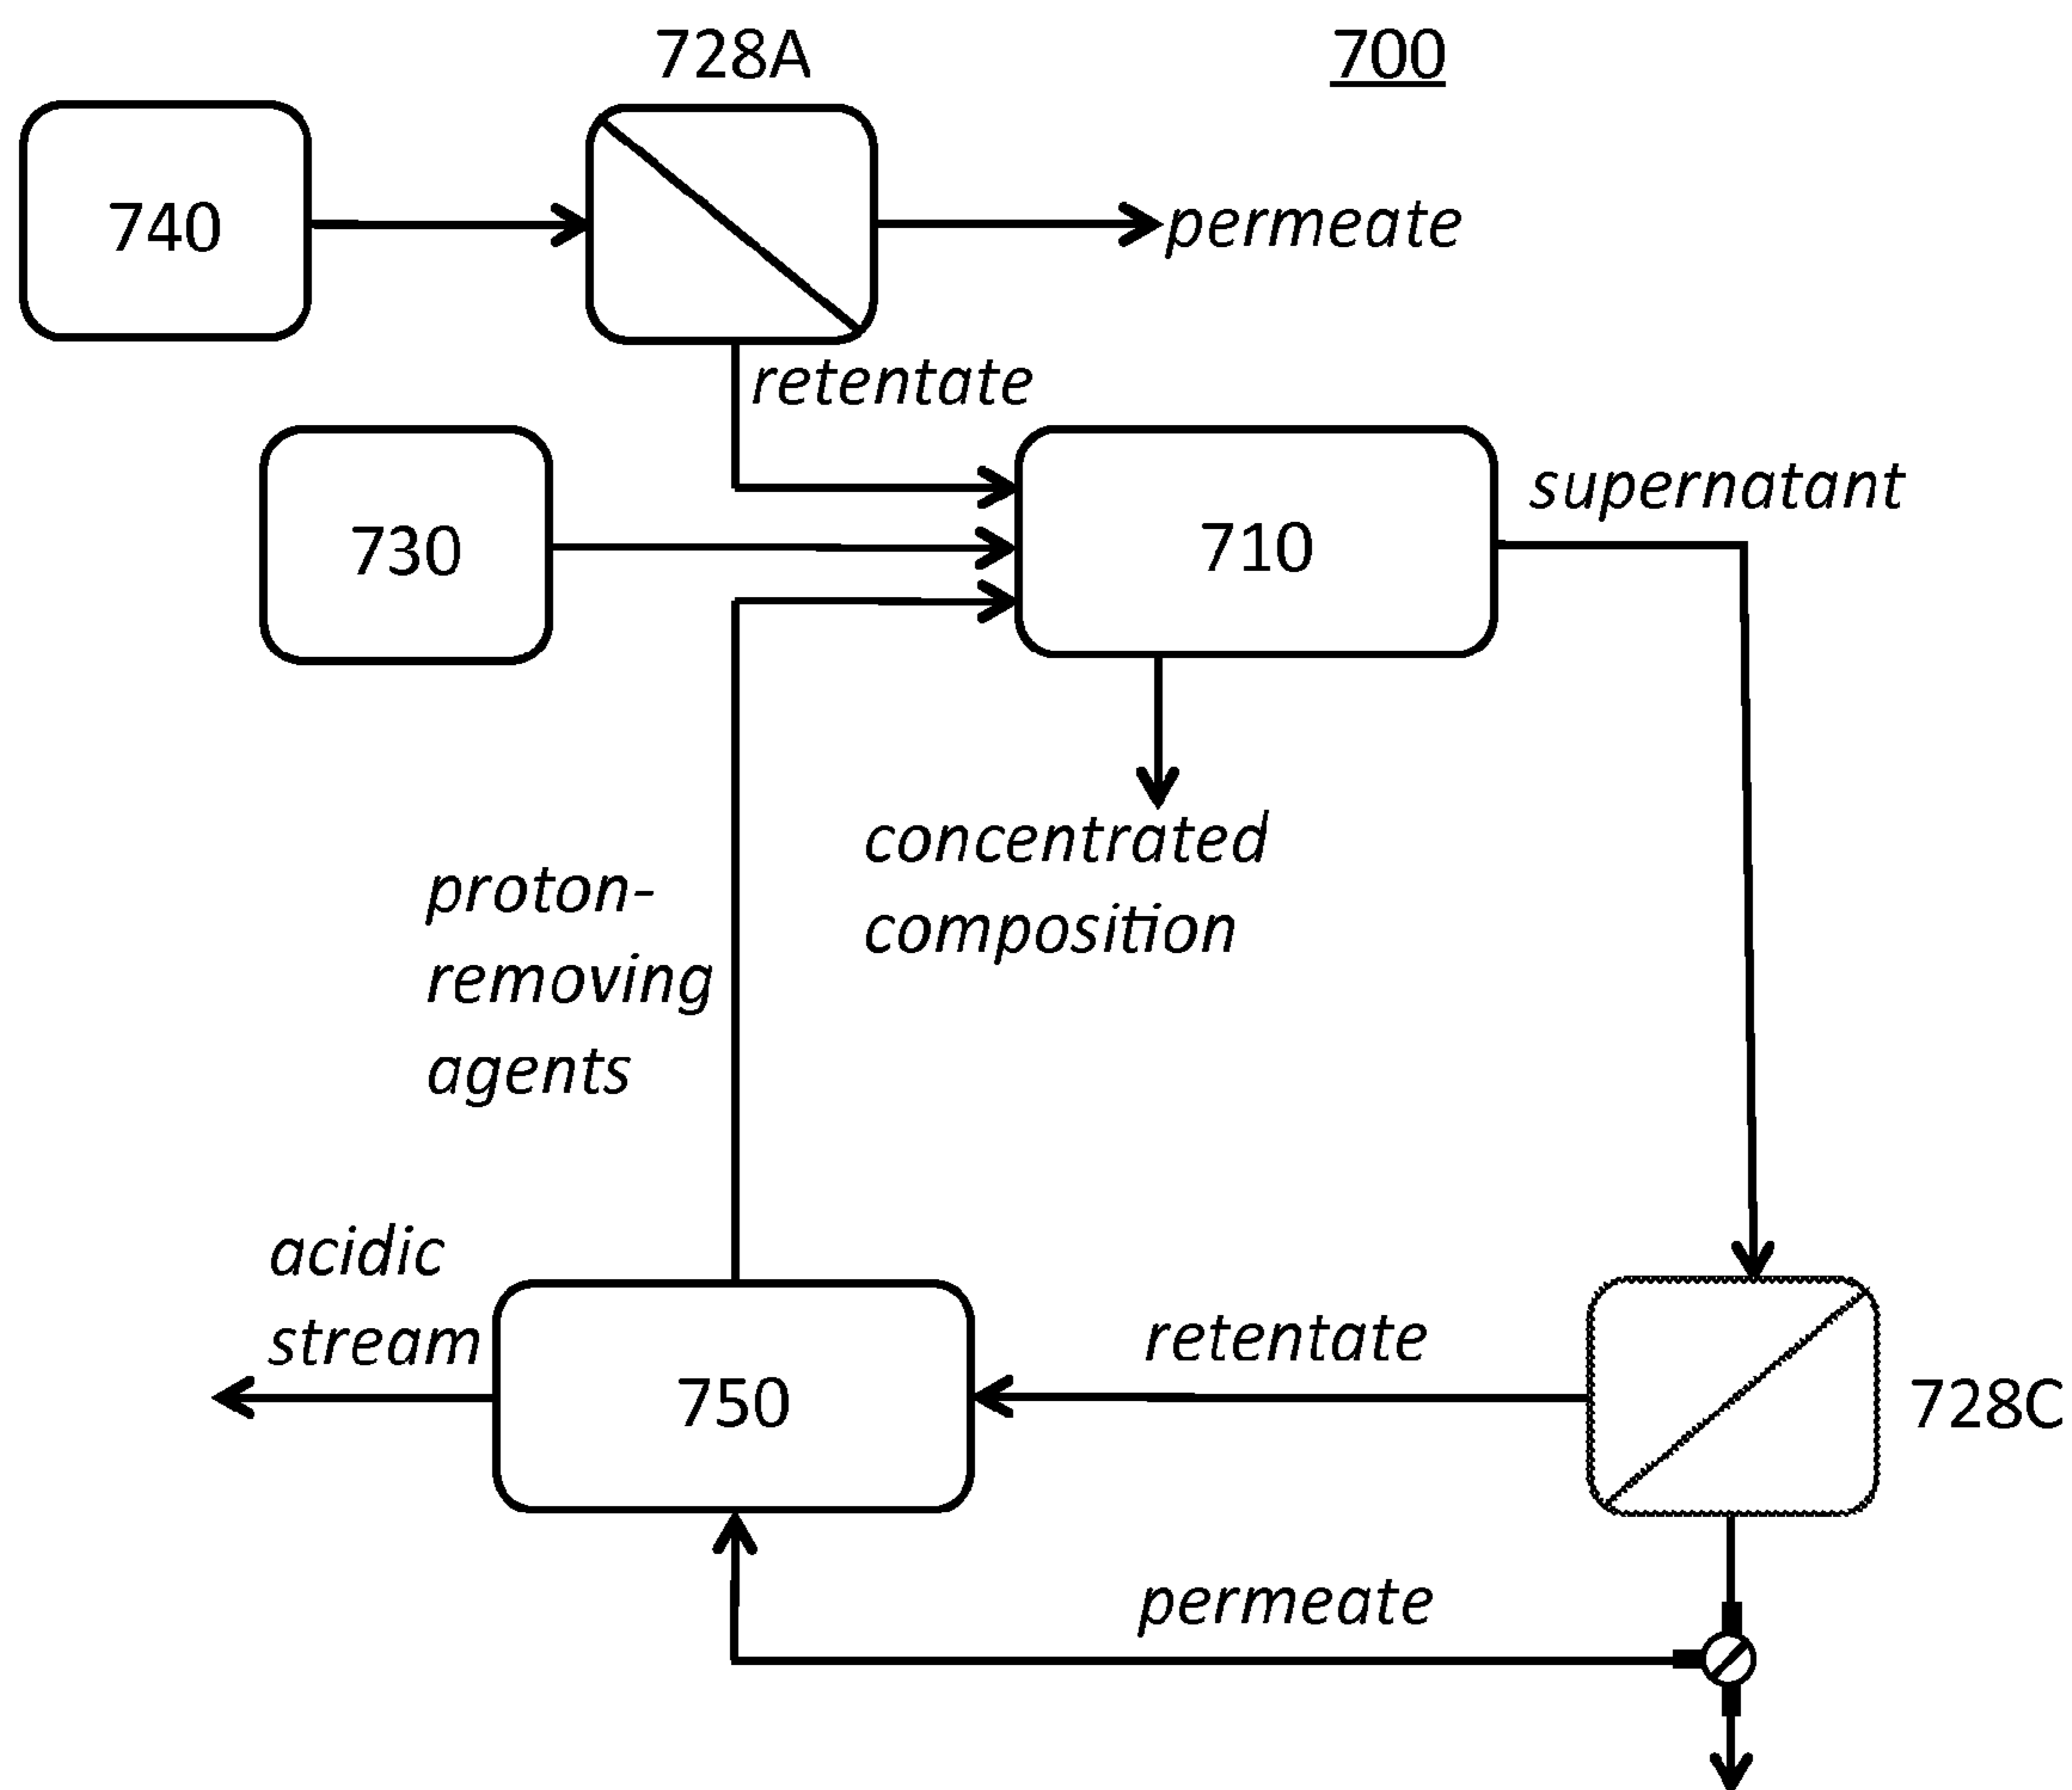 728A
700
740
permeate
retentate
730
710
supernatant
concentrated
composition
proton-
removing
agents
acidic
stream
750
retentate
728C
permeate